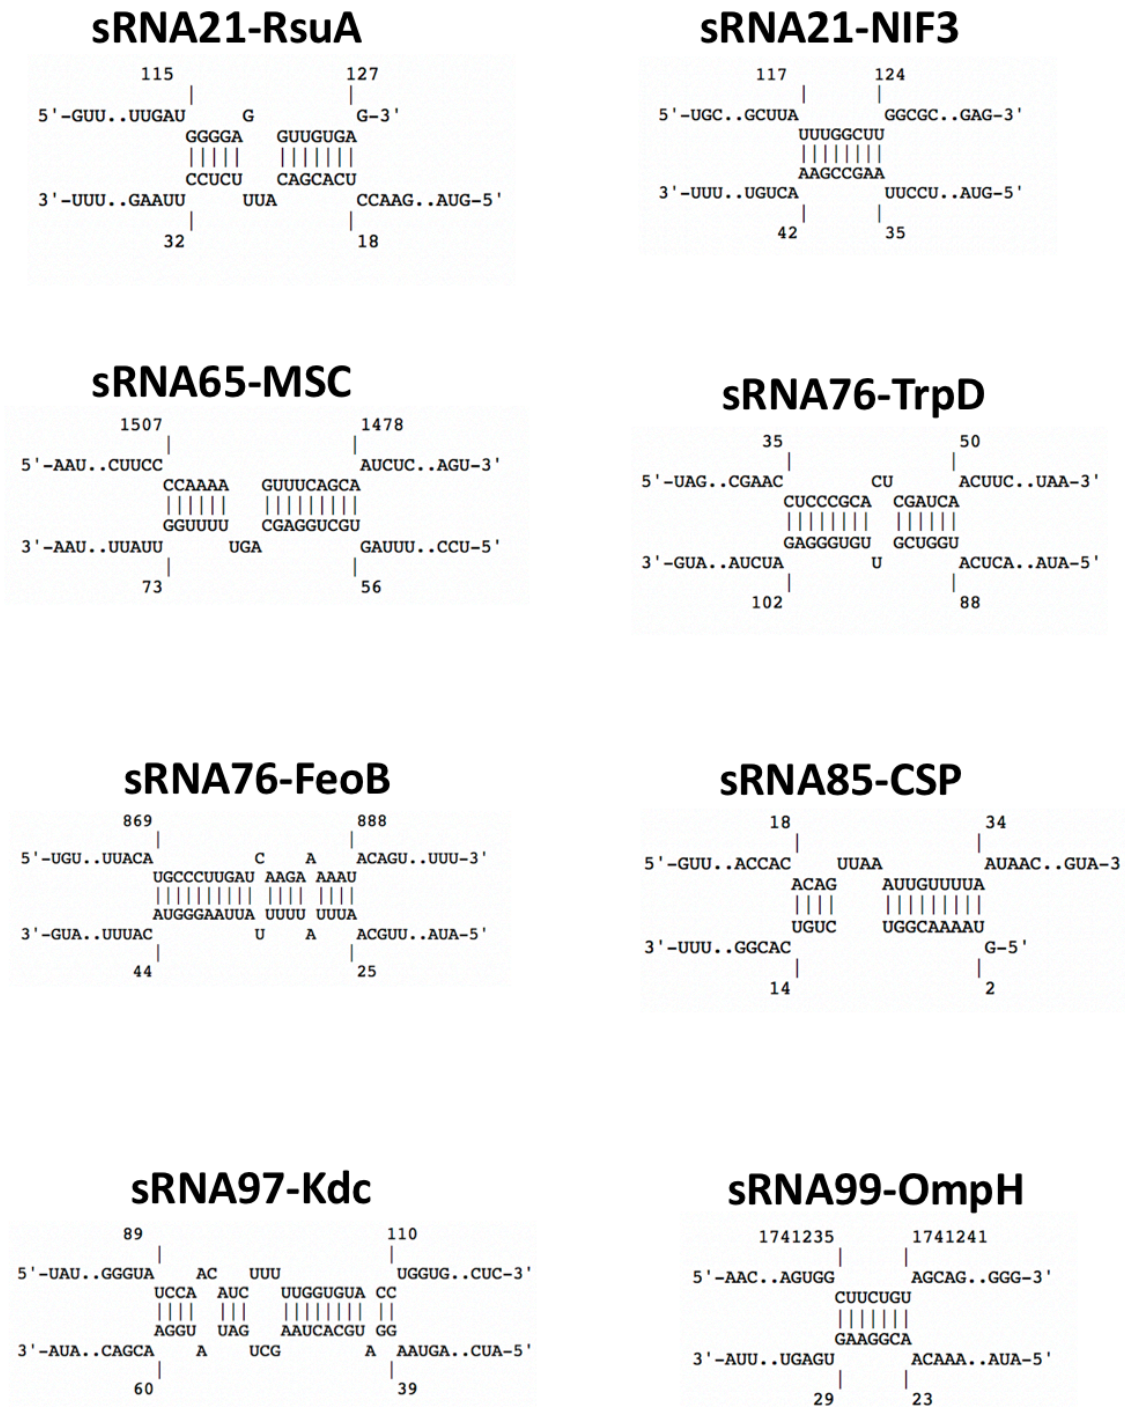 sRNA21-RsuA
115 127
5'-GUU..UUGAU G G-3'
GGGGA GUUGUGA
||||| |||||||
CCUCU CAGCACU
3'-UUU..GAAUU UUA CCAAG..AUG-5'
32 18
sRNA21-NIF3
117 124
5'-UGC..GCUUA GGCGC..GAG-3'
UUUGGCUU
||||||||
AAGCCGAA
3'-UUU..UGUCA UUCCU..AUG-5'
42 35
sRNA65-MSC
1507 1478
5'-AAU..CUUCC AUCUC..AGU-3'
CCAAAA GUUUCAGCA
|||||| |||||||||
GGUUUU CGAGGUCGU
3'-AAU..UUAUU UGA GAUUU..CCU-5'
73 56
sRNA76-TrpD
35 50
5'-UAG..CGAAC CU ACUUC..UAA-3'
CUCCCGCA CGAUCA
|||||||| ||||||
GAGGGUGU GCUGGU
3'-GUA..AUCUA U ACUCA..AUA-5'
102 88
sRNA76-FeoB
869 888
5'-UGU..UUACA C A ACAGU..UUU-3'
UGCCCUUGAU AAGA AAAU
|||||||||| |||| ||||
AUGGGAAUUA UUUU UUUA
3'-GUA..UUUAC U A ACGUU..AUA-5'
44 25
sRNA85-CSP
18 34
5'-GUU..ACCAC UUAA AUAAC..GUA-3
ACAG AUUGUUUUA
|||| |||||||||
UGUC UGGCAAAAU
3'-UUU..GGCAC G-5'
14 2
sRNA97-Kdc
89 110
5'-UAU..GGGUA AC UUU UGGUG..CUC-3'
UCCA AUC UUGGUGUA CC
|||| ||| |||||||| ||
AGGU UAG AAUCACGU GG
3'-AUA..CAGCA A UCG A AAUGA..CUA-5'
60 39
sRNA99-OmpH
1741235 1741241
5'-AAC..AGUGG AGCAG..GGG-3'
CUUCUGU
|||||||
GAAGGCA
3'-AUU..UGAGU ACAAA..AUA-5'
29 23